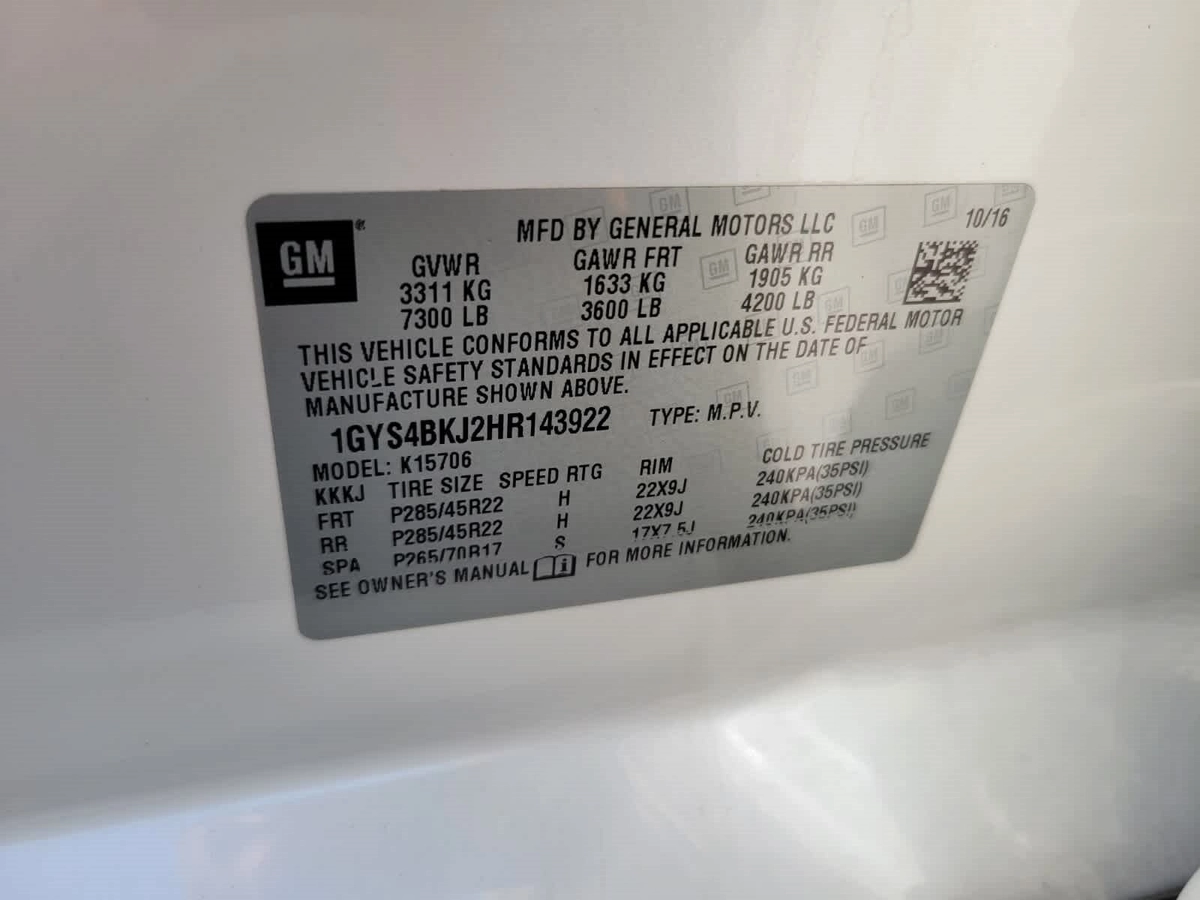 GM
MFD BY GENERAL MOTORS LLC 10/16
GVWR GAWR FRT GAWR RR
3311 KG 1633 KG 1905 KG
7300 LB 3600 LB 4200 LB
THIS VEHICLE CONFORMS TO ALL APPLICABLE U.S. FEDERAL MOTOR
VEHICLE SAFETY STANDARDS IN EFFECT ON THE DATE OF
MANUFACTURE SHOWN ABOVE.
1GYS4BKJ2HR143922 TYPE: M.P.V.
MODEL: K15706
KKKJ TIRE SIZE SPEED RTG RIM COLD TIRE PRESSURE
FRT P285/45R22 H 22X9J 240KPA(35PSI)
RR P285/45R22 H 22X9J 240KPA(35PSI)
SPA P265/70R17 S 17X7.5J 240KPA(35PSI)
SEE OWNER'S MANUAL FOR MORE INFORMATION.